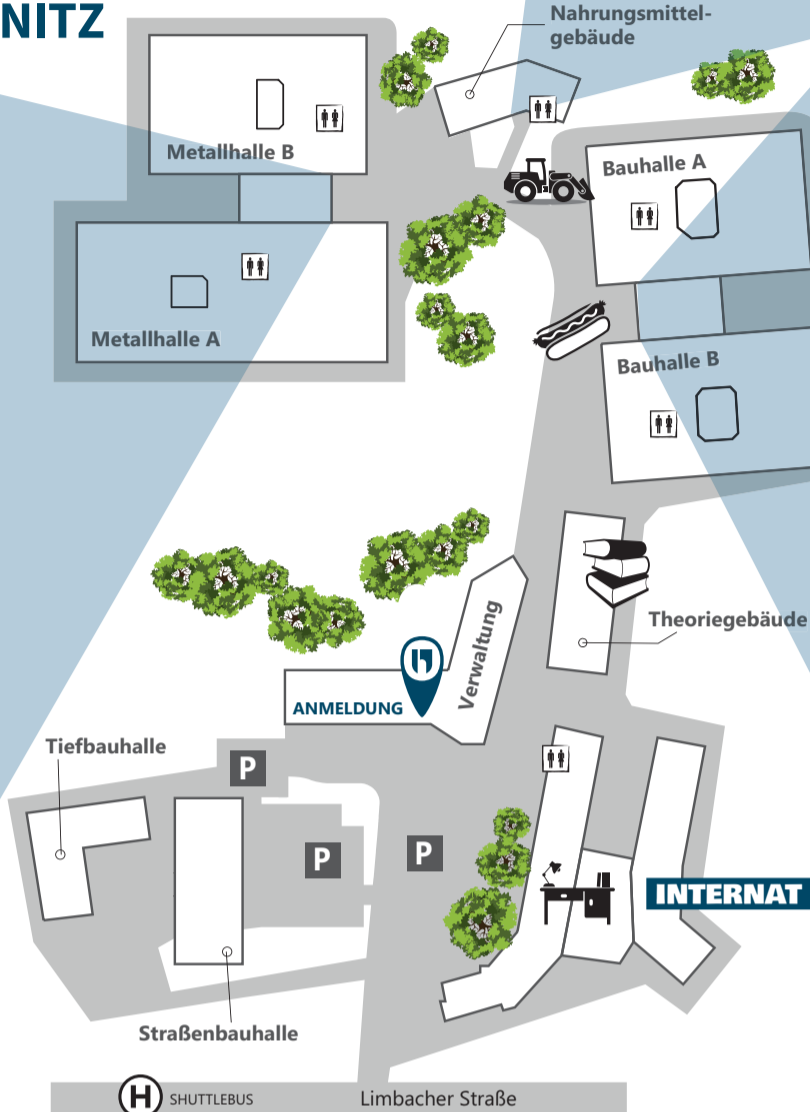 NITZ
Nahrungsmittel-
gebäude
Metallhalle B
Bauhalle A
Metallhalle A
Bauhalle B
Theoriegebäude
Verwaltung
ANMELDUNG
Tiefbauhalle
P
P
P
INTERNAT
Straßenbauhalle
H SHUTTLEBUS
Limbacher Straße